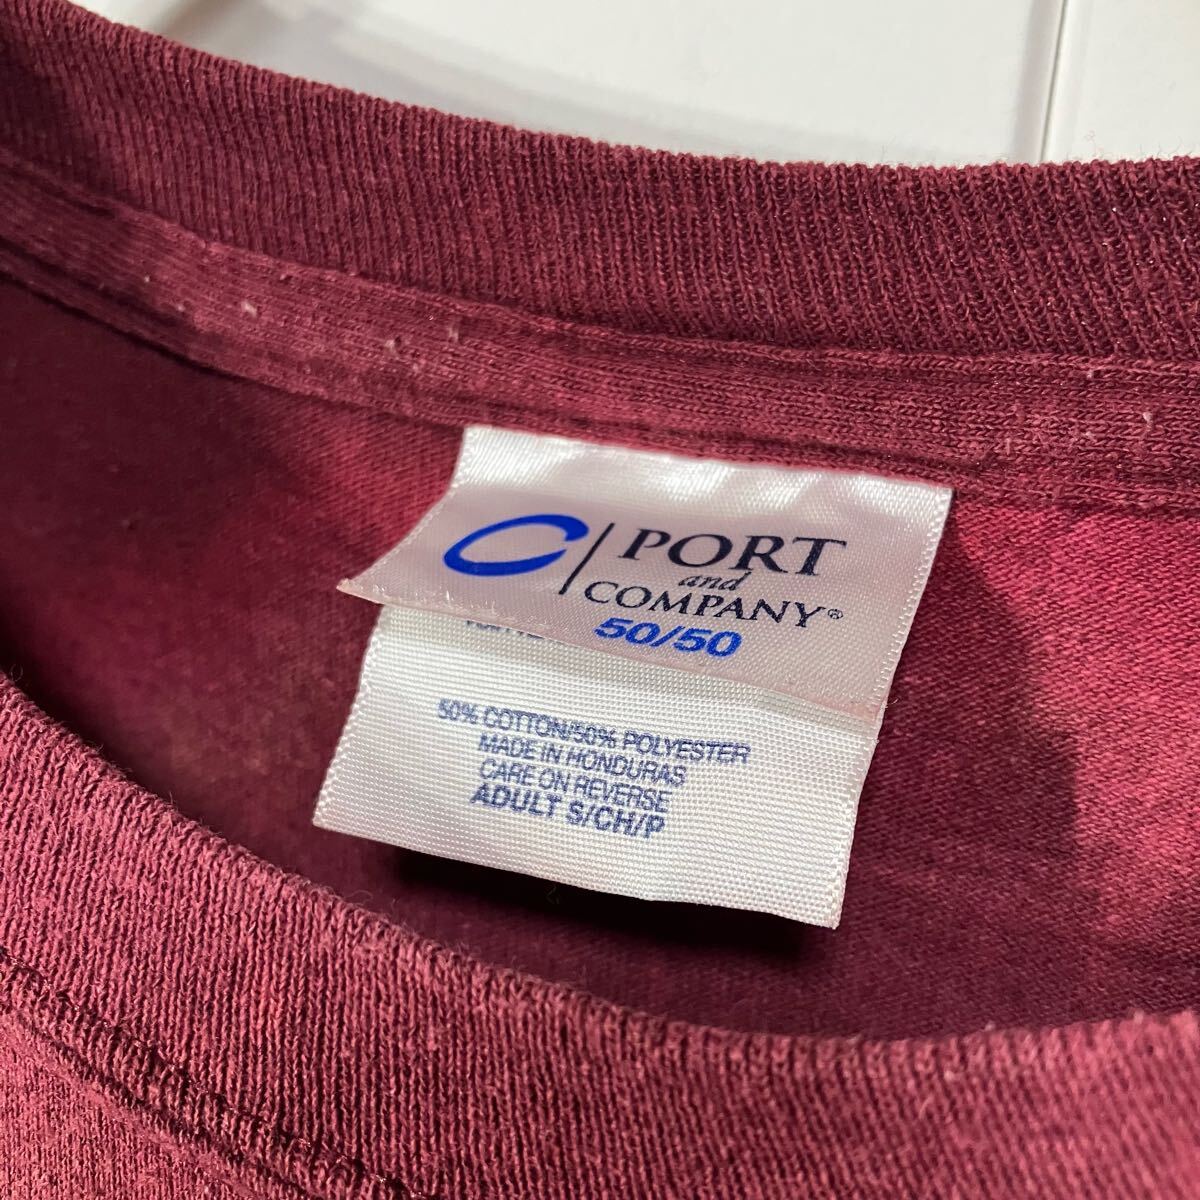 PORT
and
COMPANY®
50/50
50% COTTON/50% POLYESTER
MADE IN HONDURAS
CARE ON REVERSE
ADULT S/CH/P